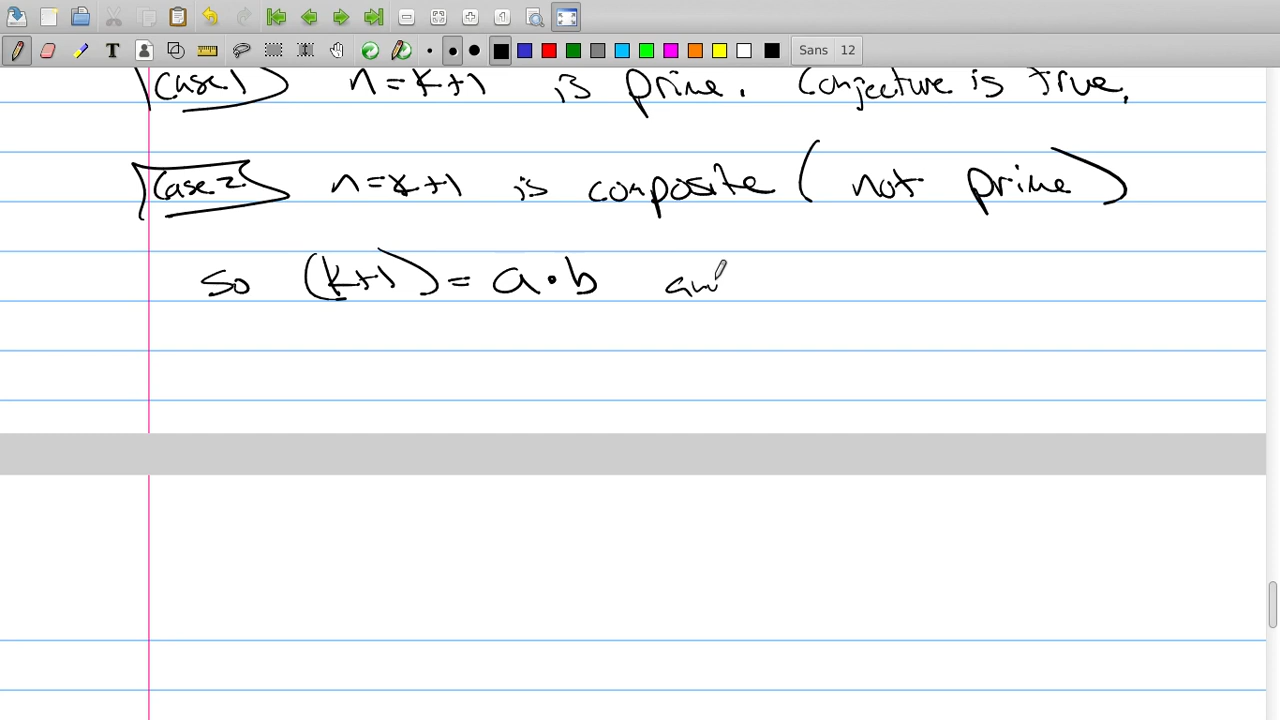 Sans 12
Case 1 n=k+1 is prime. Conjecture is true.
Case 2 n=k+1 is composite (not prime)
so (k+1) = a·b and